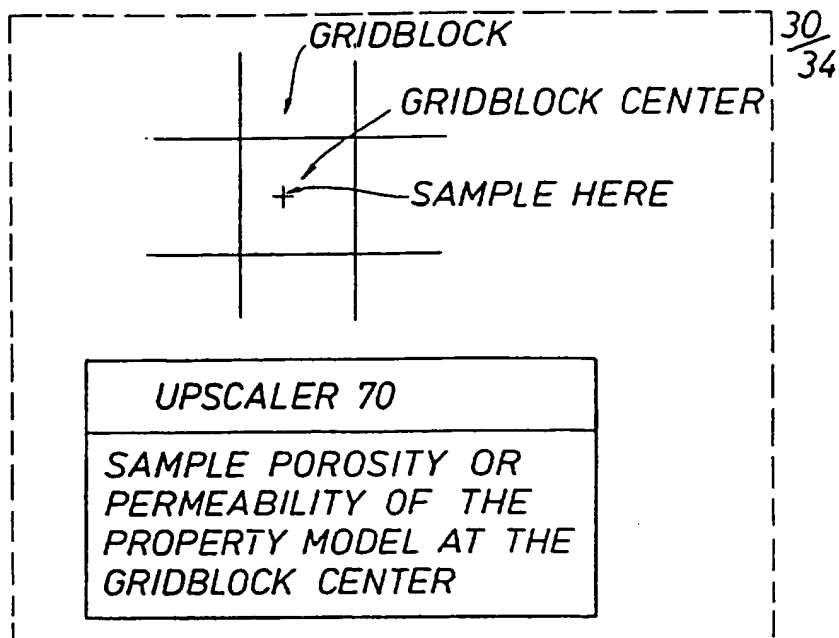 GRIDBLOCK
30
34
GRIDBLOCK CENTER
SAMPLE HERE
UPSCALER 70
SAMPLE POROSITY OR
PERMEABILITY OF THE
PROPERTY MODEL AT THE
GRIDBLOCK CENTER